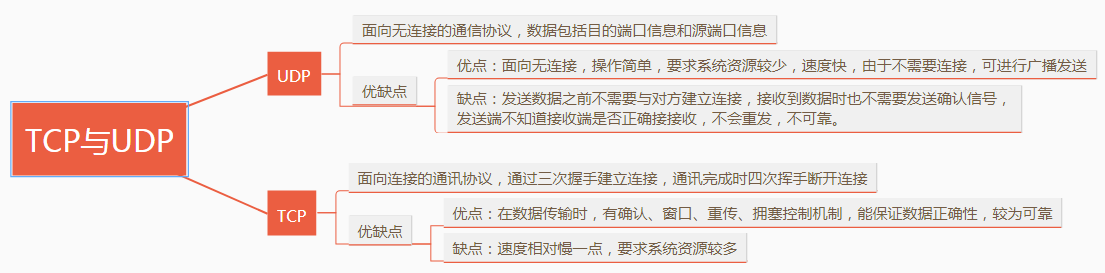 TCP与UDP
UDP
面向无连接的通信协议，数据包括目的端口信息和源端口信息
优缺点
优点：面向无连接，操作简单，要求系统资源较少，速度快，由于不需要连接，可进行广播发送
缺点：发送数据之前不需要与对方建立连接，接收到数据时也不需要发送确认信号，
发送端不知道接收端是否正确接接收，不会重发，不可靠。
TCP
面向连接的通讯协议，通过三次握手建立连接，通讯完成时四次挥手断开连接
优缺点
优点：在数据传输时，有确认、窗口、重传、拥塞控制机制，能保证数据正确性，较为可靠
缺点：速度相对慢一点，要求系统资源较多